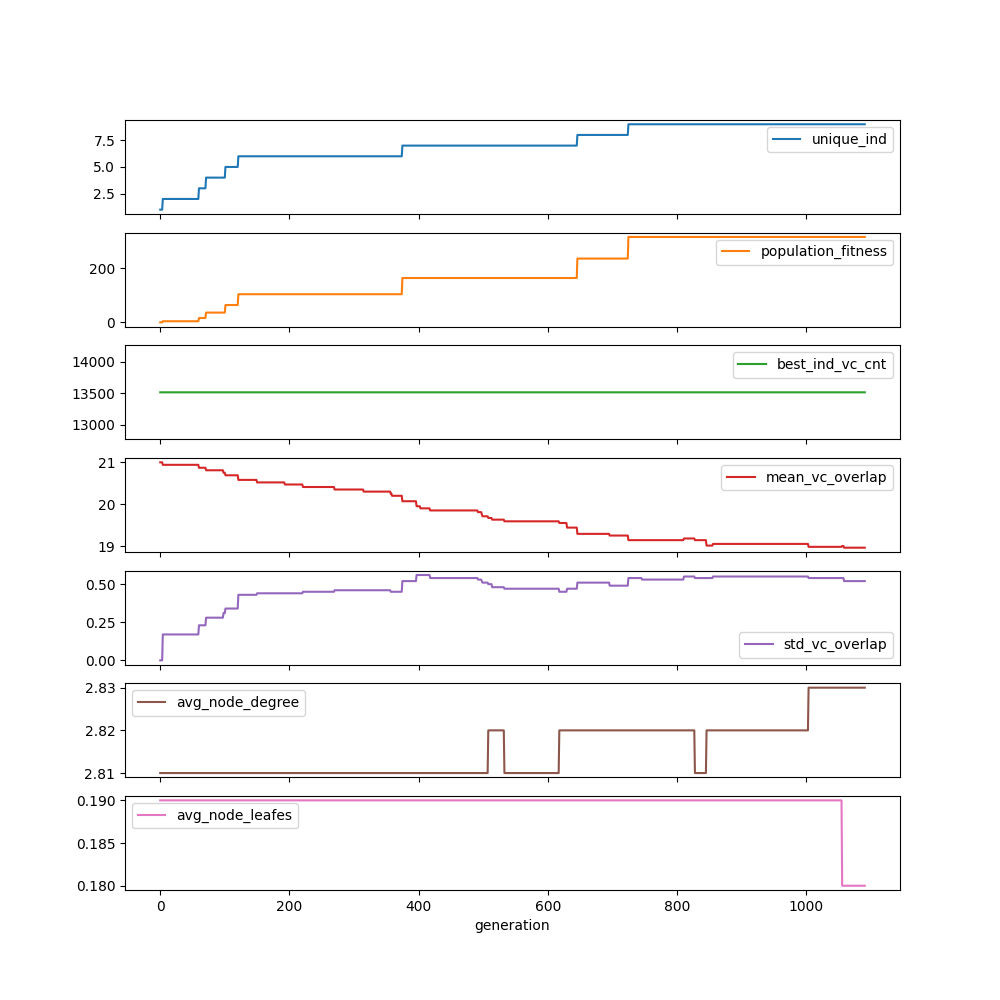 7.5
5.0
2.5
unique_ind
200
0
population_fitness
14000
13500
13000
best_ind_vc_cnt
21
20
19
mean_vc_overlap
0.50
0.25
0.00
std_vc_overlap
2.83
2.82
2.81
avg_node_degree
0.190
0.185
0.180
avg_node_leafes
0 200 400 600 800 1000
generation